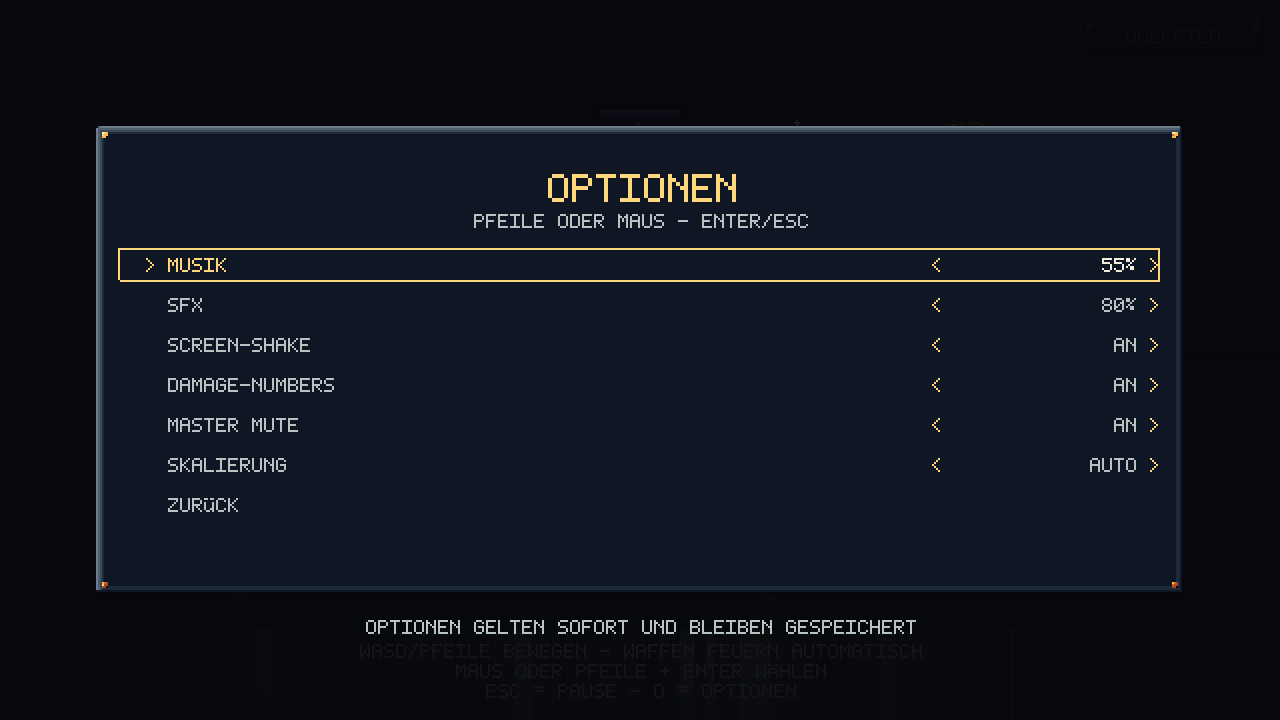 VOLLBILD
OPTIONEN
PFEILE ODER MAUS - ENTER/ESC
> MUSIK < 55% >
SFX < 80% >
SCREEN-SHAKE < AN >
DAMAGE-NUMBERS < AN >
MASTER MUTE < AN >
SKALIERUNG < AUTO >
ZURüCK
OPTIONEN GELTEN SOFORT UND BLEIBEN GESPEICHERT
WASD/PFEILE BEWEGEN - WAFFEN FEUERN AUTOMATISCH
MAUS ODER PFEILE + ENTER WäHLEN
ESC = PAUSE - O = OPTIONEN